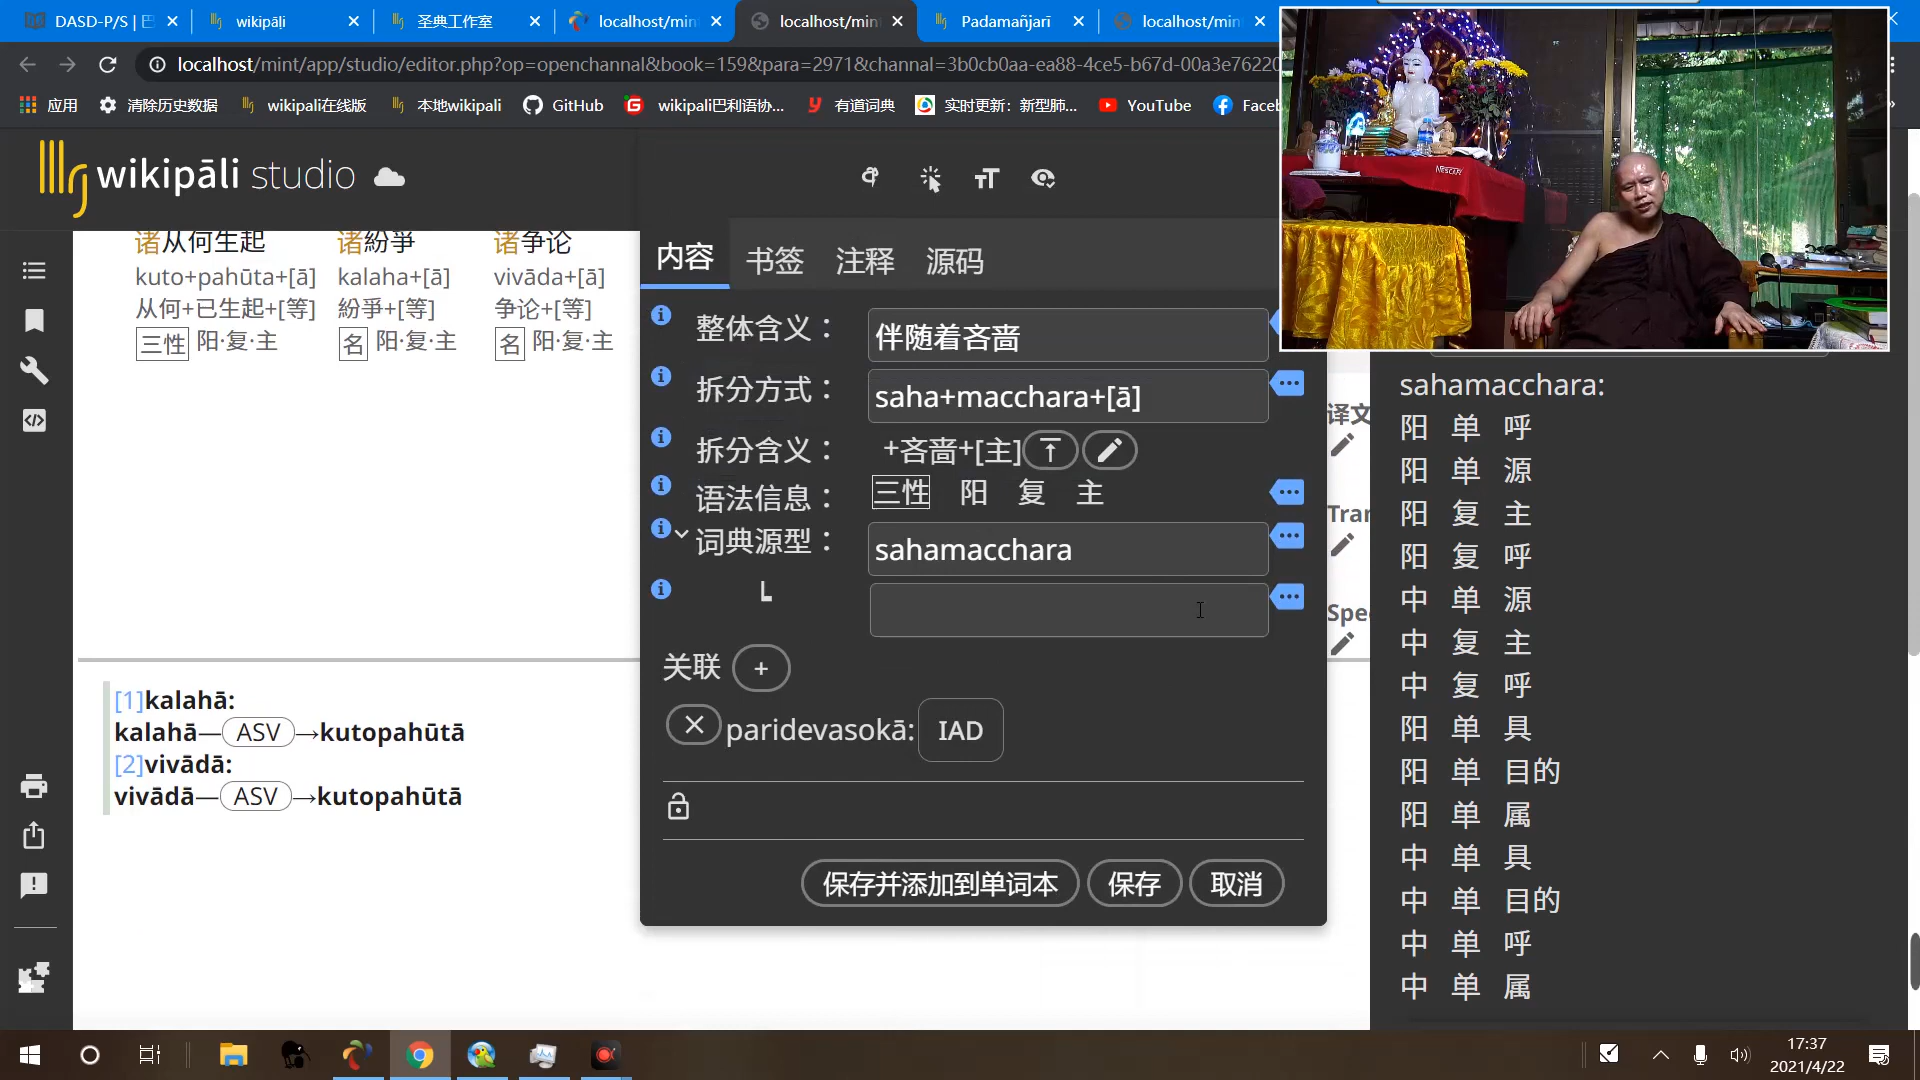 DASD-P/S | 巴
wikipāli
圣典工作室
localhost/min
localhost/min
Padamañjarī
localhost/min
localhost/mint/app/studio/editor.php?op=openchannal&book=159&para=2971&channal=3b0cb0aa-ea88-4ce5-b67d-00a3e76220
应用
清除历史数据
wikipali在线版
本地wikipali
GitHub
wikipali巴利语协...
有道词典
实时更新：新型肺...
YouTube
Faceb
wikipāli studio
诸从何生起 诸紛爭 诸争论
kuto+pahūta+[ā] kalaha+[ā] vivāda+[ā]
从何+已生起+[等] 紛爭+[等] 争论+[等]
三性 阳·复·主 名 阳·复·主 名 阳·复·主
[1]kalahā:
kalahā—ASV→kutopahūtā
[2]vivādā:
vivādā—ASV→kutopahūtā
内容 书签 注释 源码
整体含义： 伴随着吝啬
拆分方式： saha+macchara+[ā]
拆分含义： +吝啬+[主]
语法信息： 三性 阳 复 主
词典源型： sahamacchara
关联 +
paridevasokā: IAD
保存并添加到单词本 保存 取消
译文
Tran
Spe
NESCAFÉ
sahamacchara:
阳 单 呼
阳 单 源
阳 复 主
阳 复 呼
中 单 源
中 复 主
中 复 呼
阳 单 具
阳 单 目的
阳 单 属
中 单 具
中 单 目的
中 单 呼
中 单 属
17:37
2021/4/22